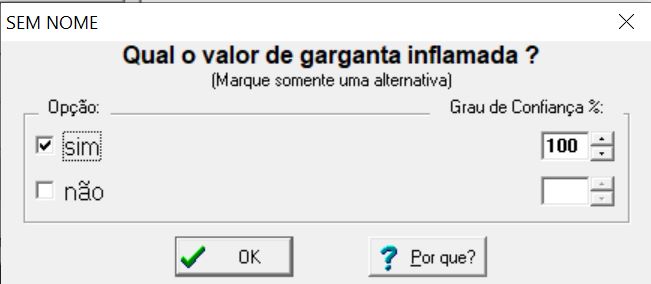 SEM NOME
Qual o valor de garganta inflamada ?
(Marque somente uma alternativa)
Opção: Grau de Confiança %:
sim 100
não
OK Por que?